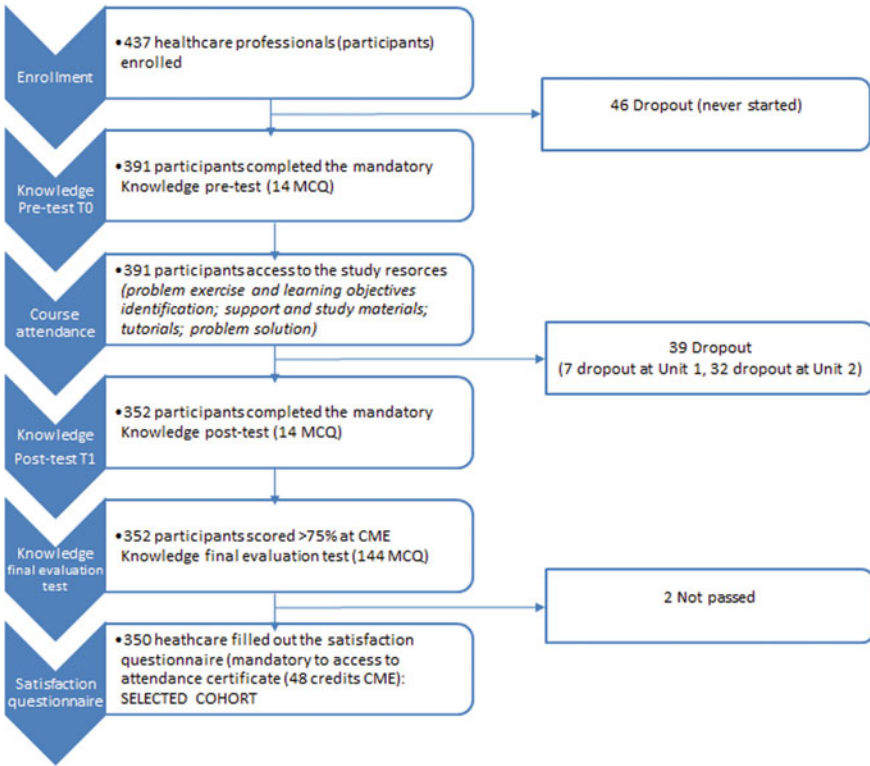 •437 healthcare professionals (participants)
enrolled
Enrollment
46 Dropout (never started)
•391 participants completed the mandatory
Knowledge pre-test (14 MCQ)
Knowledge
Pre-test T0
•391 participants access to the study resorces
(problem exercise and learning objectives
identification; support and study materials;
tutorials; problem solution)
Course
attendance
39 Dropout
(7 dropout at Unit 1, 32 dropout at Unit 2)
•352 participants completed the mandatory
Knowledge post-test (14 MCQ)
Knowledge
Post-test T1
•352 participants scored >75% at CME
Knowledge final evaluation test (144 MCQ)
Knowledge
final evaluation
test
2 Not passed
•350 heathcare filled out the satisfaction
questionnaire (mandatory to access to
attendance certificate (48 credits CME):
SELECTED COHORT
Satisfaction
questionnaire